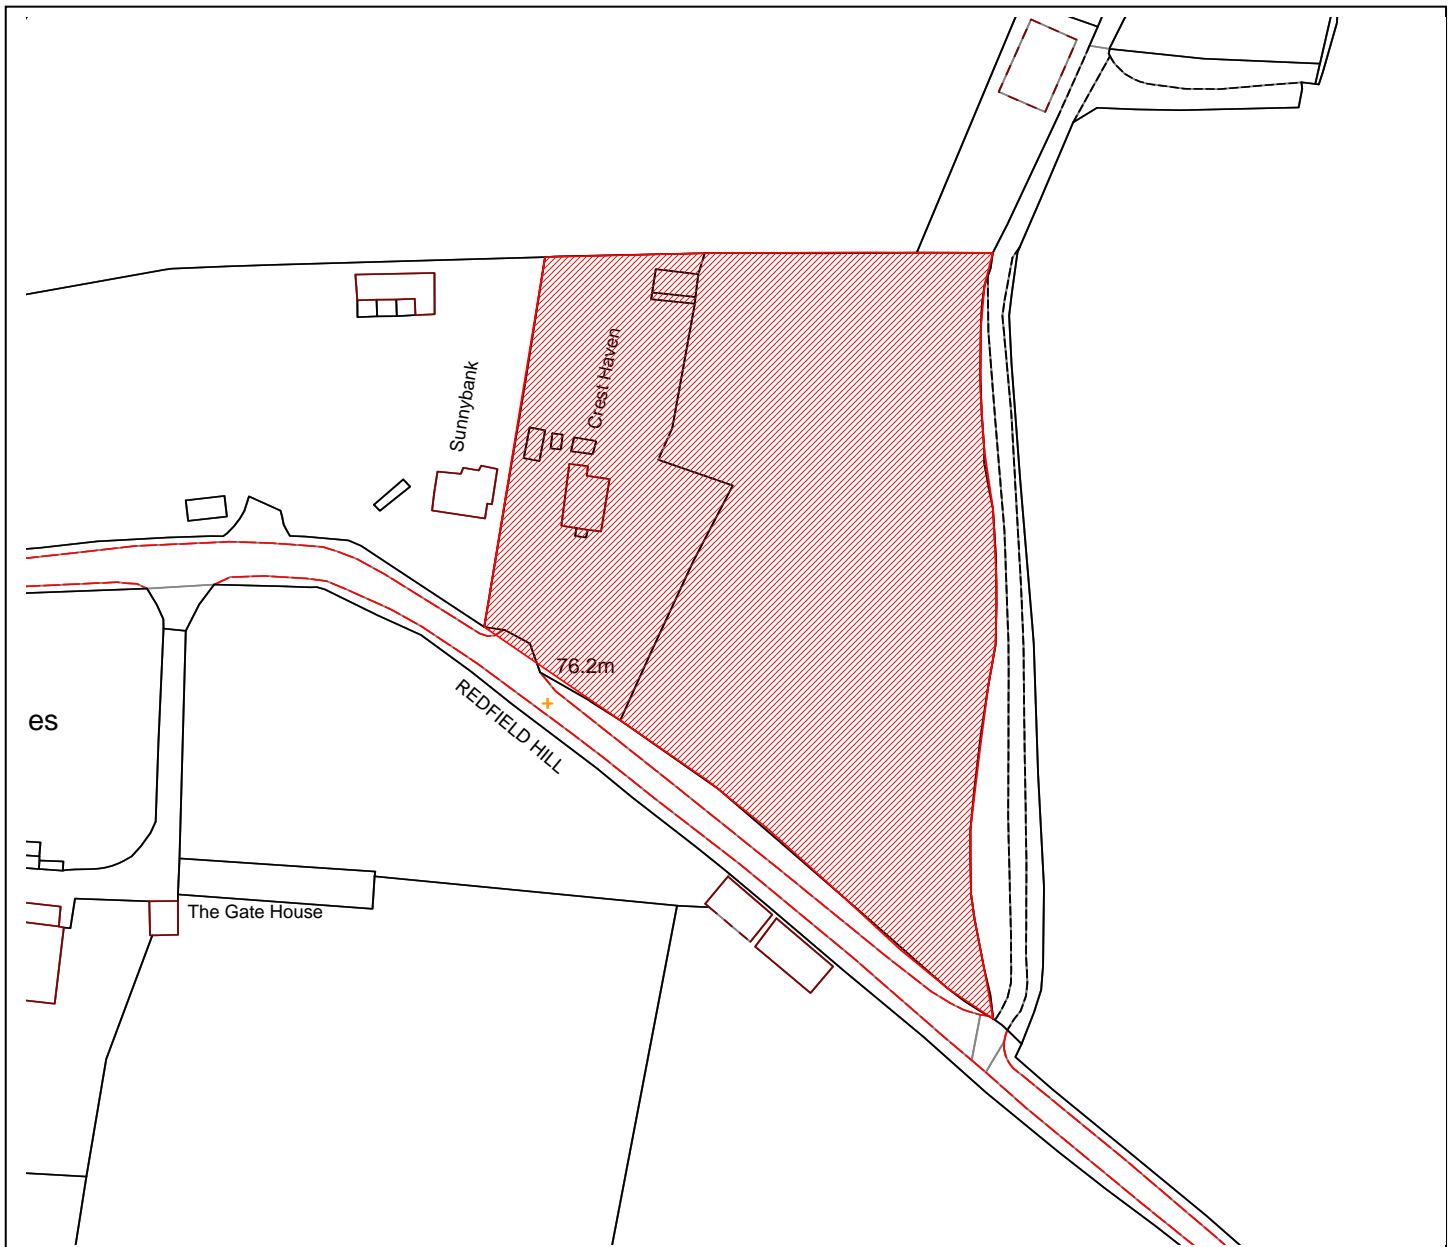 Crest Haven
Sunnybank
76.2m
REDFIELD HILL
es
The Gate House